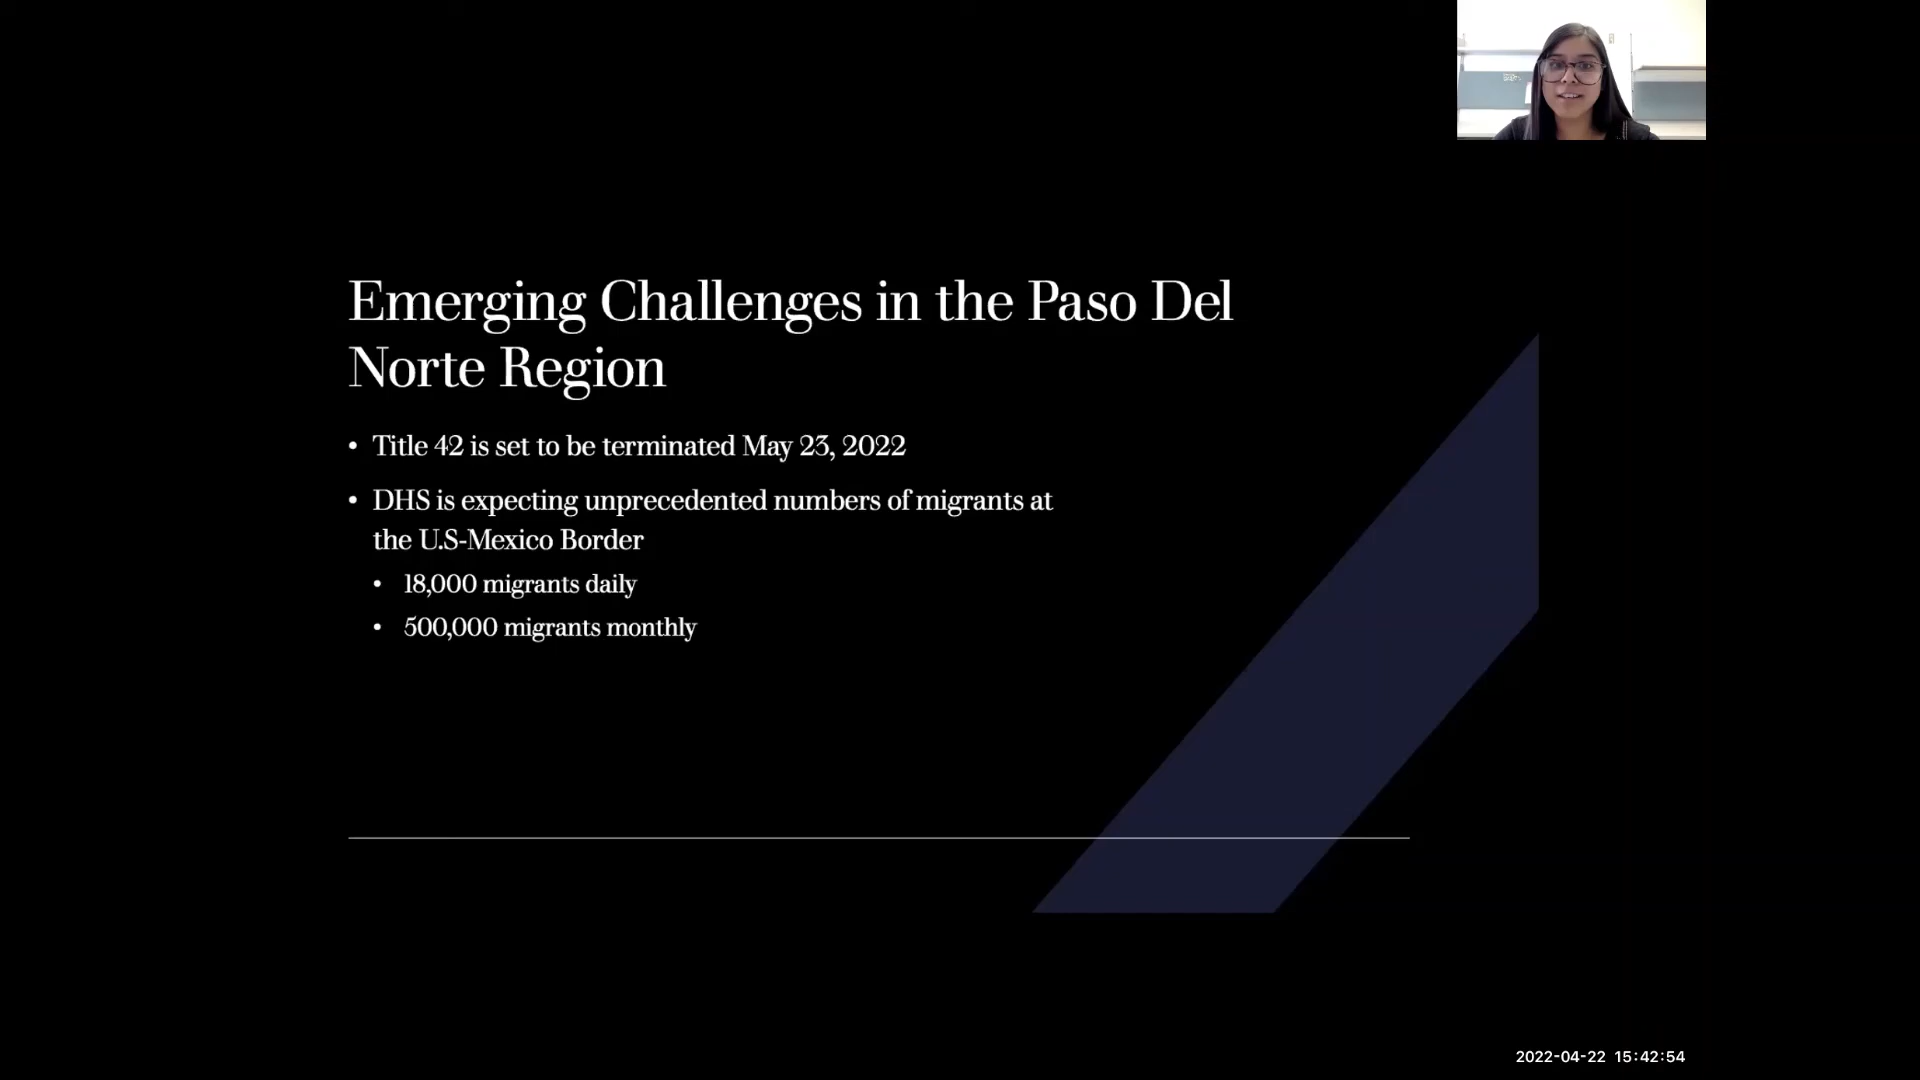 Emerging Challenges in the Paso Del
Norte Region
• Title 42 is set to be terminated May 23, 2022
• DHS is expecting unprecedented numbers of migrants at
the U.S-Mexico Border
• 18,000 migrants daily
• 500,000 migrants monthly
2022-04-22 15:42:54